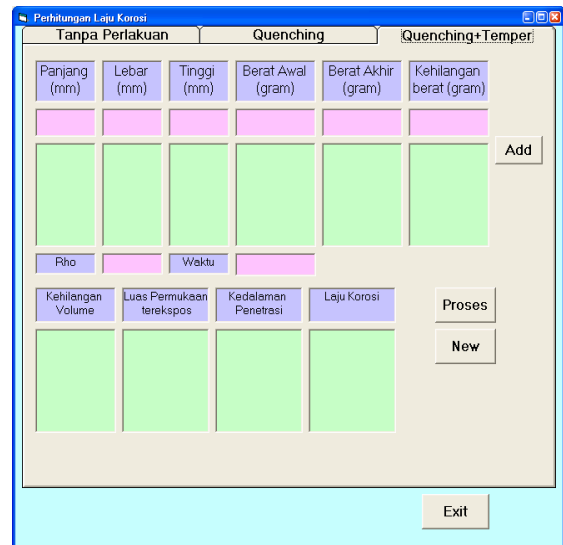 Perhitungan Laju Korosi
Tanpa Perlakuan Quenching Quenching+Temper
Panjang Lebar Tinggi Berat Awal Berat Akhir Kehilangan
(mm) (mm) (mm) (gram) (gram) berat (gram)
Add
Rho Waktu
Kehilangan Luas Permukaan Kedalaman Laju Korosi
Volume terekspos Penetrasi
Proses
New
Exit